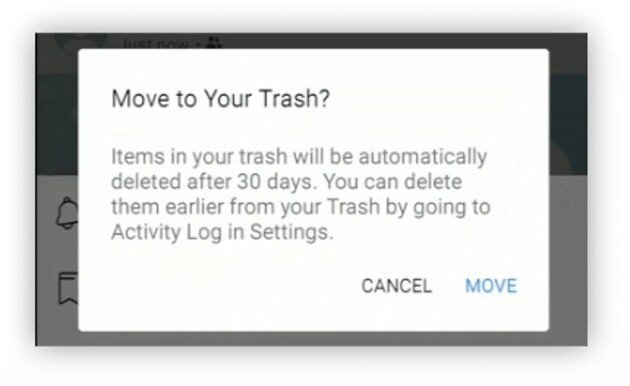 Just now
Move to Your Trash?
Items in your trash will be automatically
deleted after 30 days. You can delete
them earlier from your Trash by going to
Activity Log in Settings.
CANCEL MOVE